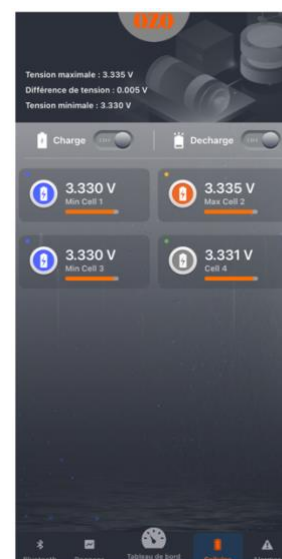 OZO
Tension maximale : 3.335 V
Différence de tension : 0.005 V
Tension minimale : 3.330 V
Charge
Decharge
3.330 V
Min Cell 1
3.335 V
Max Cell 2
3.330 V
Min Cell 3
3.331 V
Cell 4
Tableau de bord